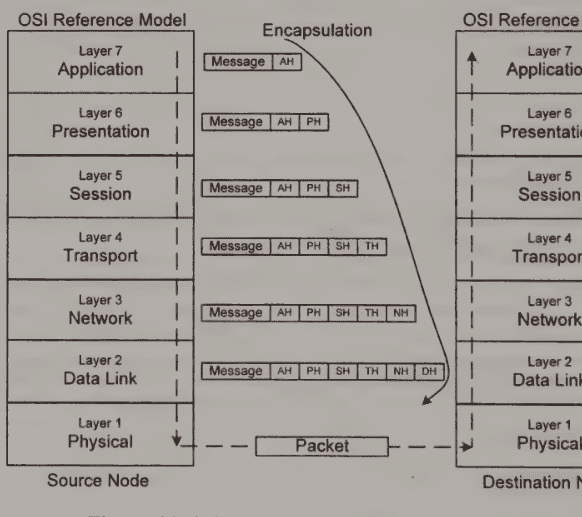 OSI Reference Model
Layer 7
Application
Layer 6
Presentation
Layer 5
Session
Layer 4
Transport
Layer 3
Network
Layer 2
Data Link
Layer 1
Physical
Source Node
Encapsulation
Message AH
Message AH PH
Message AH PH SH
Message AH PH SH TH
Message AH PH SH TH NH
Message AH PH SH TH NH DH
Packet
OSI Reference
Layer 7
Applicatio
Layer 6
Presentatio
Layer 5
Session
Layer 4
Transpor
Layer 3
Network
Layer 2
Data Link
Layer 1
Physical
Destination N